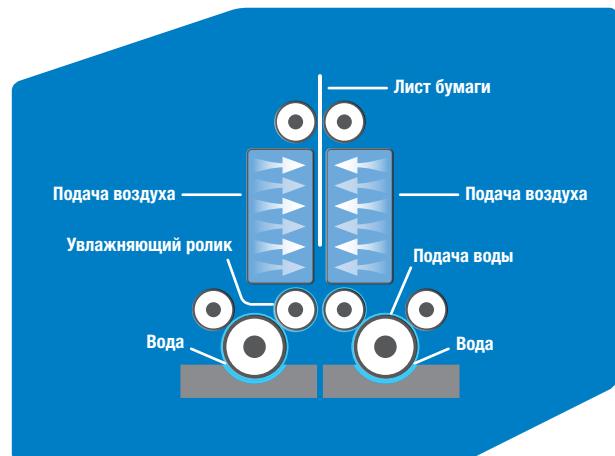 Лист бумаги
Подача воздуха
Подача воздуха
Увлажняющий ролик
Подача воды
Вода
Вода